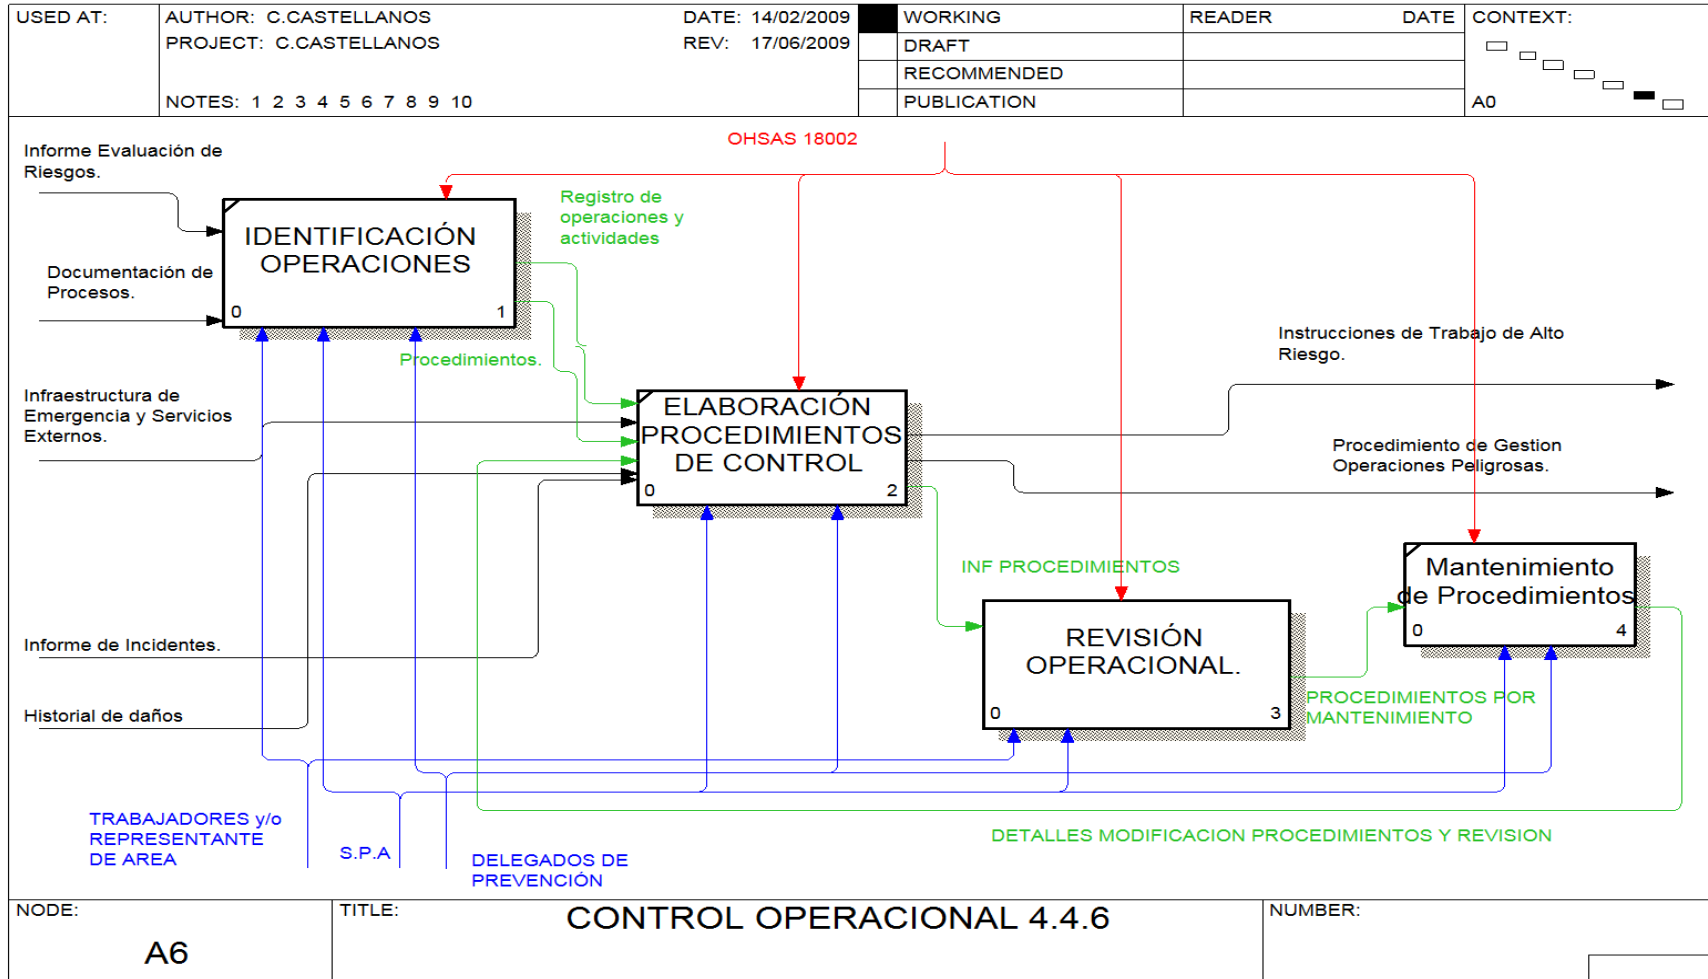 USED AT:
AUTHOR: C.CASTELLANOS
DATE: 14/02/2009
PROJECT: C.CASTELLANOS
REV: 17/06/2009
NOTES: 1 2 3 4 5 6 7 8 9 10
WORKING
DRAFT
RECOMMENDED
PUBLICATION
READER
DATE
CONTEXT:
A0
OHSAS 18002
Informe Evaluación de
Riesgos.
IDENTIFICACIÓN
OPERACIONES
0
1
Registro de
operaciones y
actividades
Documentación de
Procesos.
Procedimientos.
Instrucciones de Trabajo de Alto
Riesgo.
Infraestructura de
Emergencia y Servicios
Externos.
ELABORACIÓN
PROCEDIMIENTOS
DE CONTROL
0
2
Procedimiento de Gestion
Operaciones Peligrosas.
INF PROCEDIMIENTOS
Mantenimiento
de Procedimientos
0
4
REVISIÓN
OPERACIONAL.
0
3
Informe de Incidentes.
PROCEDIMIENTOS POR
MANTENIMIENTO
Historial de daños
TRABAJADORES y/o
REPRESENTANTE
DE AREA
S.P.A
DELEGADOS DE
PREVENCIÓN
DETALLES MODIFICACION PROCEDIMIENTOS Y REVISION
NODE:
A6
TITLE:
CONTROL OPERACIONAL 4.4.6
NUMBER: